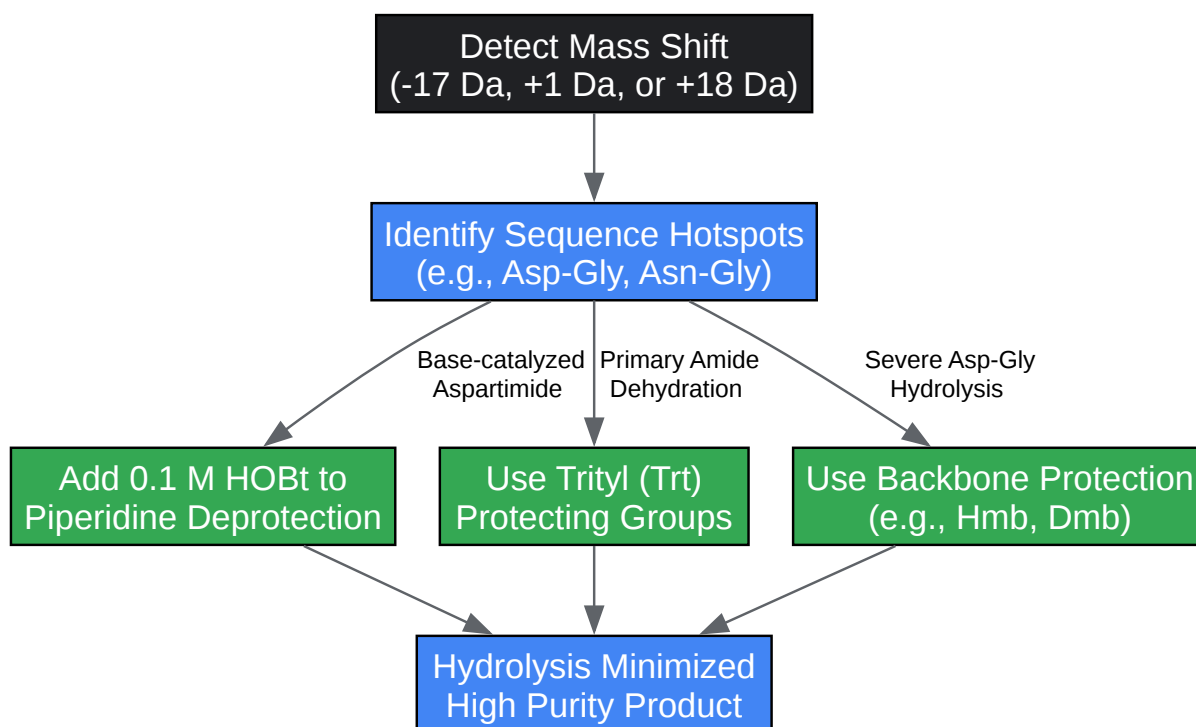 Detect Mass Shift
(-17 Da, +1 Da, or +18 Da)
Identify Sequence Hotspots
(e.g., Asp-Gly, Asn-Gly)
Base-catalyzed
Aspartimide
Primary Amide
Dehydration
Severe Asp-Gly
Hydrolysis
Add 0.1 M HOBt to
Piperidine Deprotection
Use Trityl (Trt)
Protecting Groups
Use Backbone Protection
(e.g., Hmb, Dmb)
Hydrolysis Minimized
High Purity Product